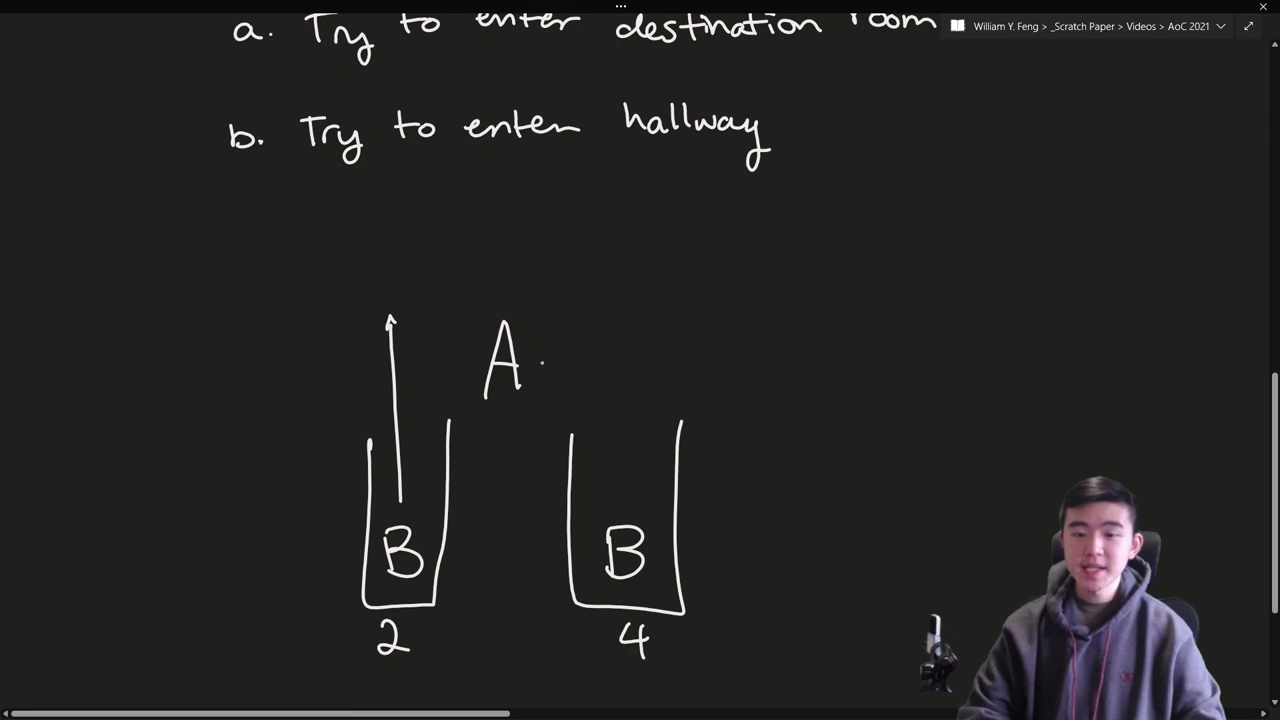 a. Try to enter destination room
William Y. Feng > _Scratch Paper > Videos > AoC 2021
b. Try to enter hallway
A
B
B
2
4